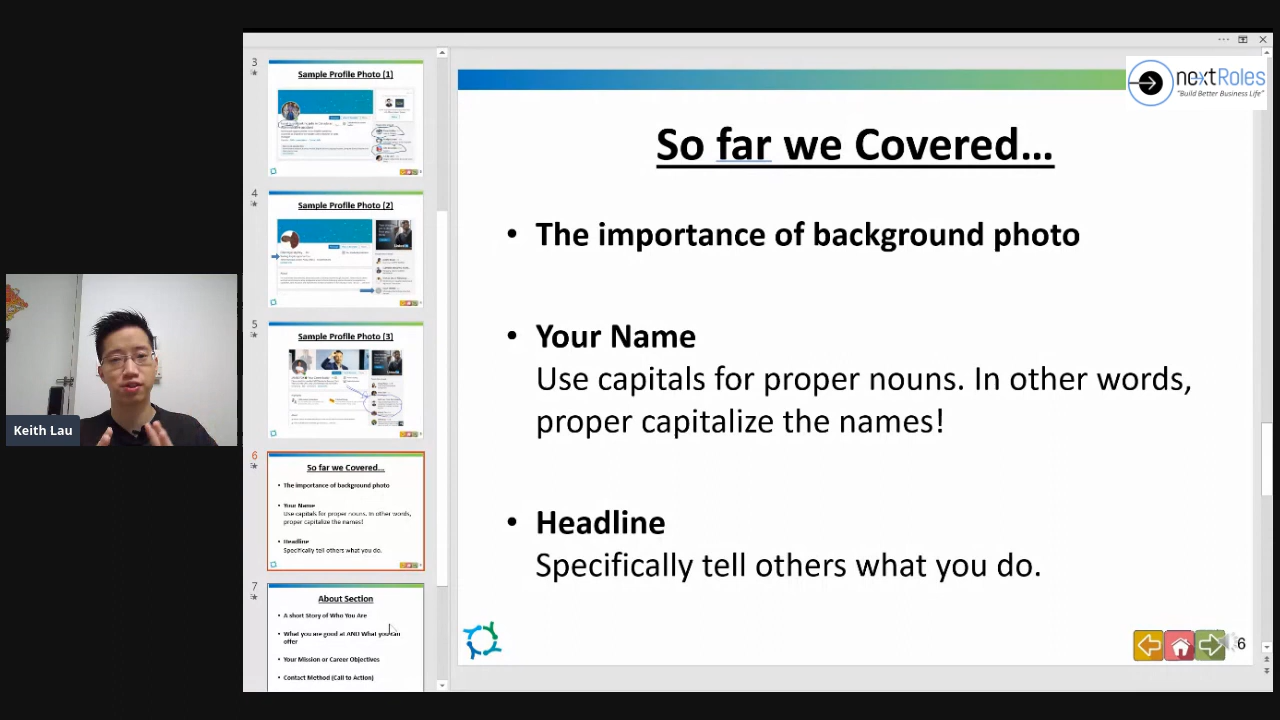 Keith Lau
3
Sample Profile Photo (1)
4
Sample Profile Photo (2)
5
Sample Profile Photo (3)
6
So far we Covered...
• The importance of background photo
• Your Name
Use capitals for proper nouns. In other words,
proper capitalize the names!
• Headline
Specifically tell others what you do.
7
About Section
• A short Story of Who You Are
• What you are good at AND What you can
offer
• Your Mission or Career Objectives
• Contact Method (Call to Action)
nextRoles
"Build Better Business Life"
So far we Covered...
• The importance of background photo
• Your Name
Use capitals for proper nouns. In other words,
proper capitalize the names!
• Headline
Specifically tell others what you do.
6